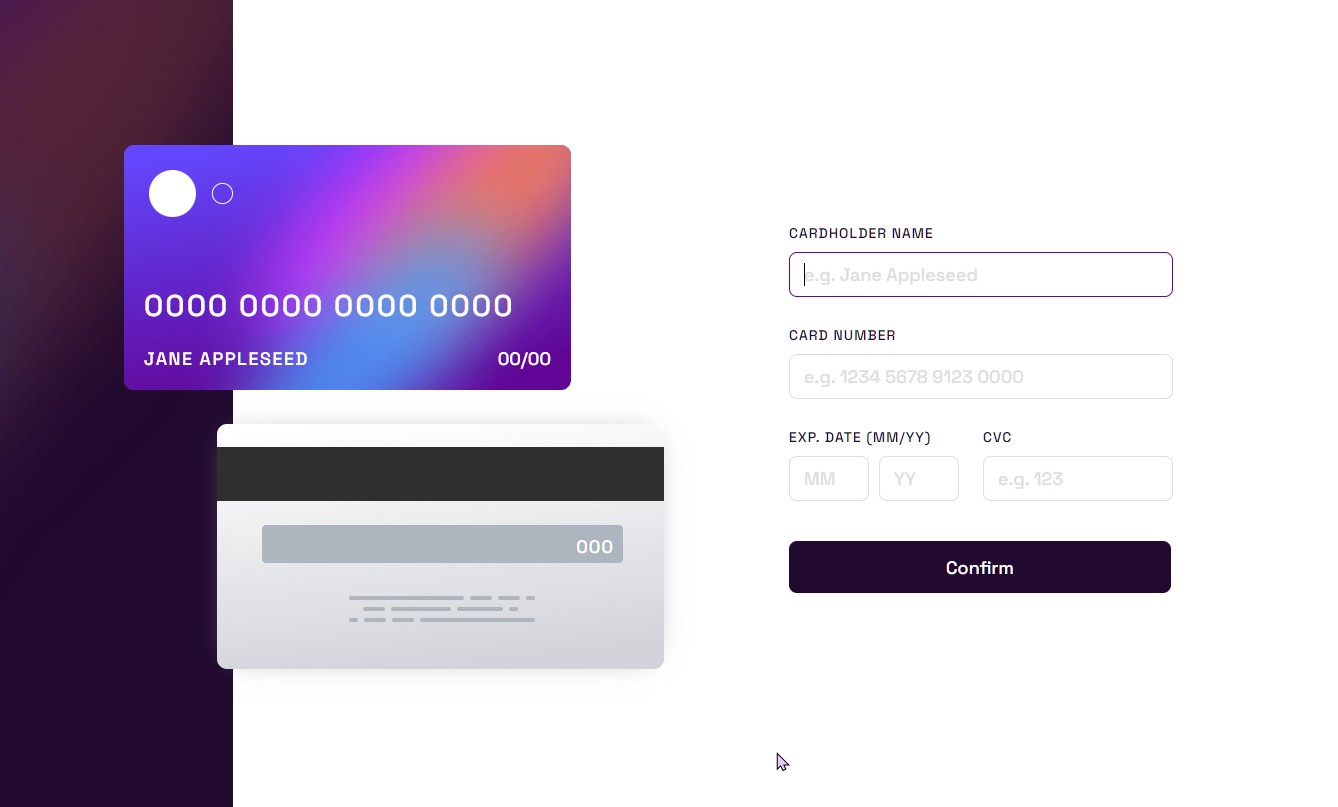 0000 0000 0000 0000
JANE APPLESEED 00/00
000
CARDHOLDER NAME
e.g. Jane Appleseed
CARD NUMBER
e.g. 1234 5678 9123 0000
EXP. DATE (MM/YY) CVC
MM YY e.g. 123
Confirm